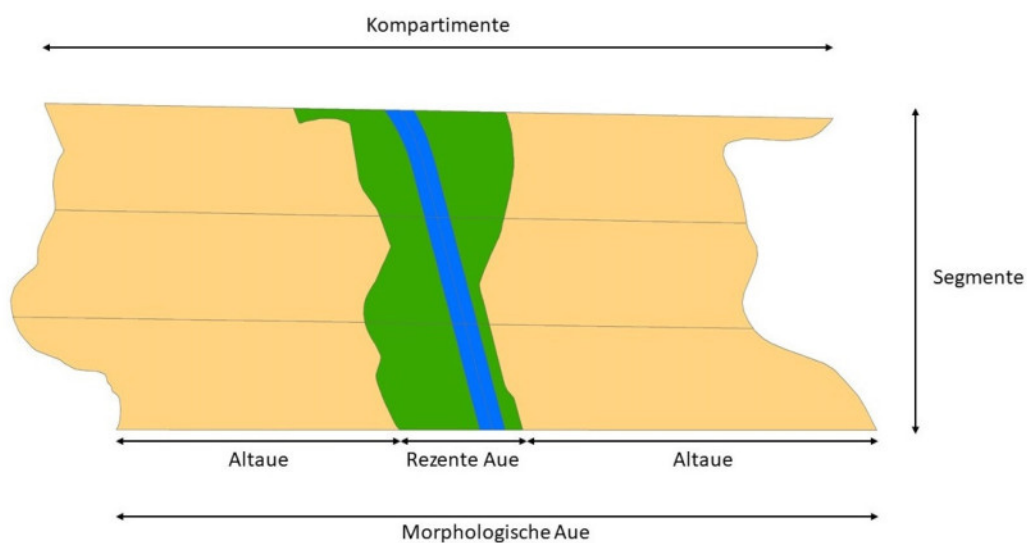 Kompartimente
Segmente
Altaue
Rezente Aue
Altaue
Morphologische Aue